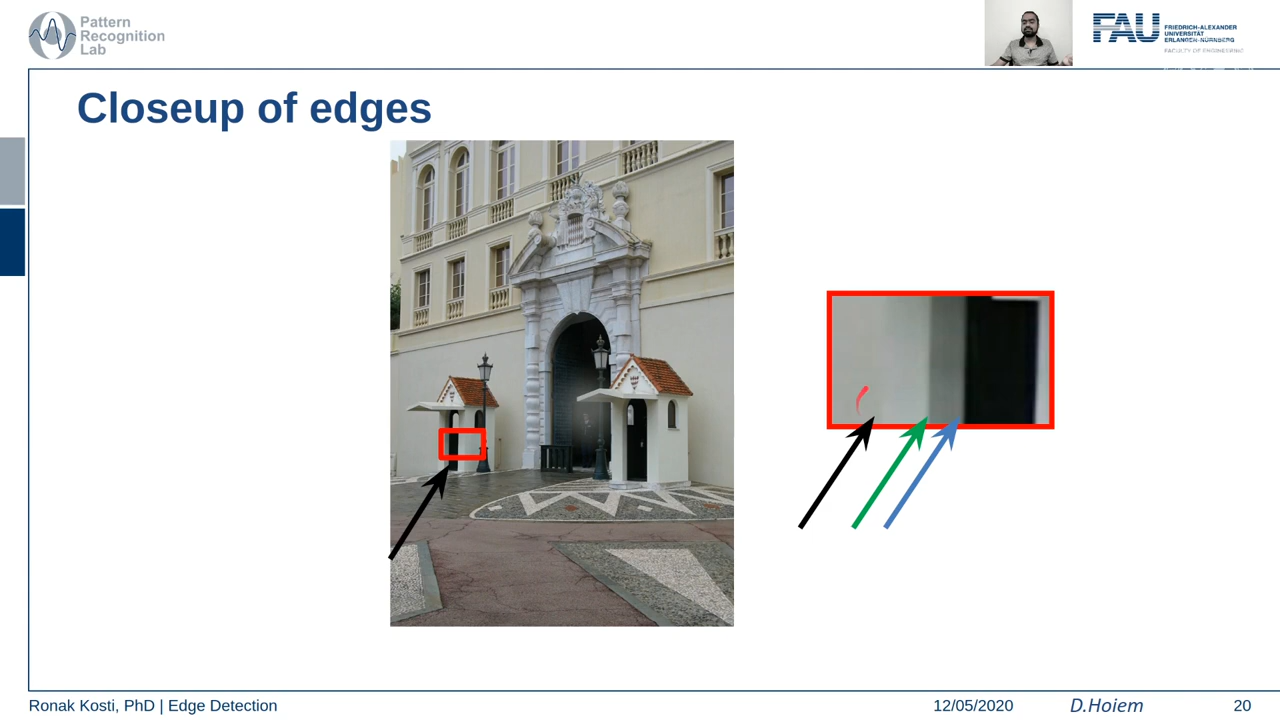 Pattern
Recognition
Lab
FAU
FRIEDRICH-ALEXANDER
UNIVERSITÄT
ERLANGEN-NÜRNBERG
FACULTY OF ENGINEERING
Closeup of edges
Ronak Kosti, PhD | Edge Detection
12/05/2020
D.Hoiem
20